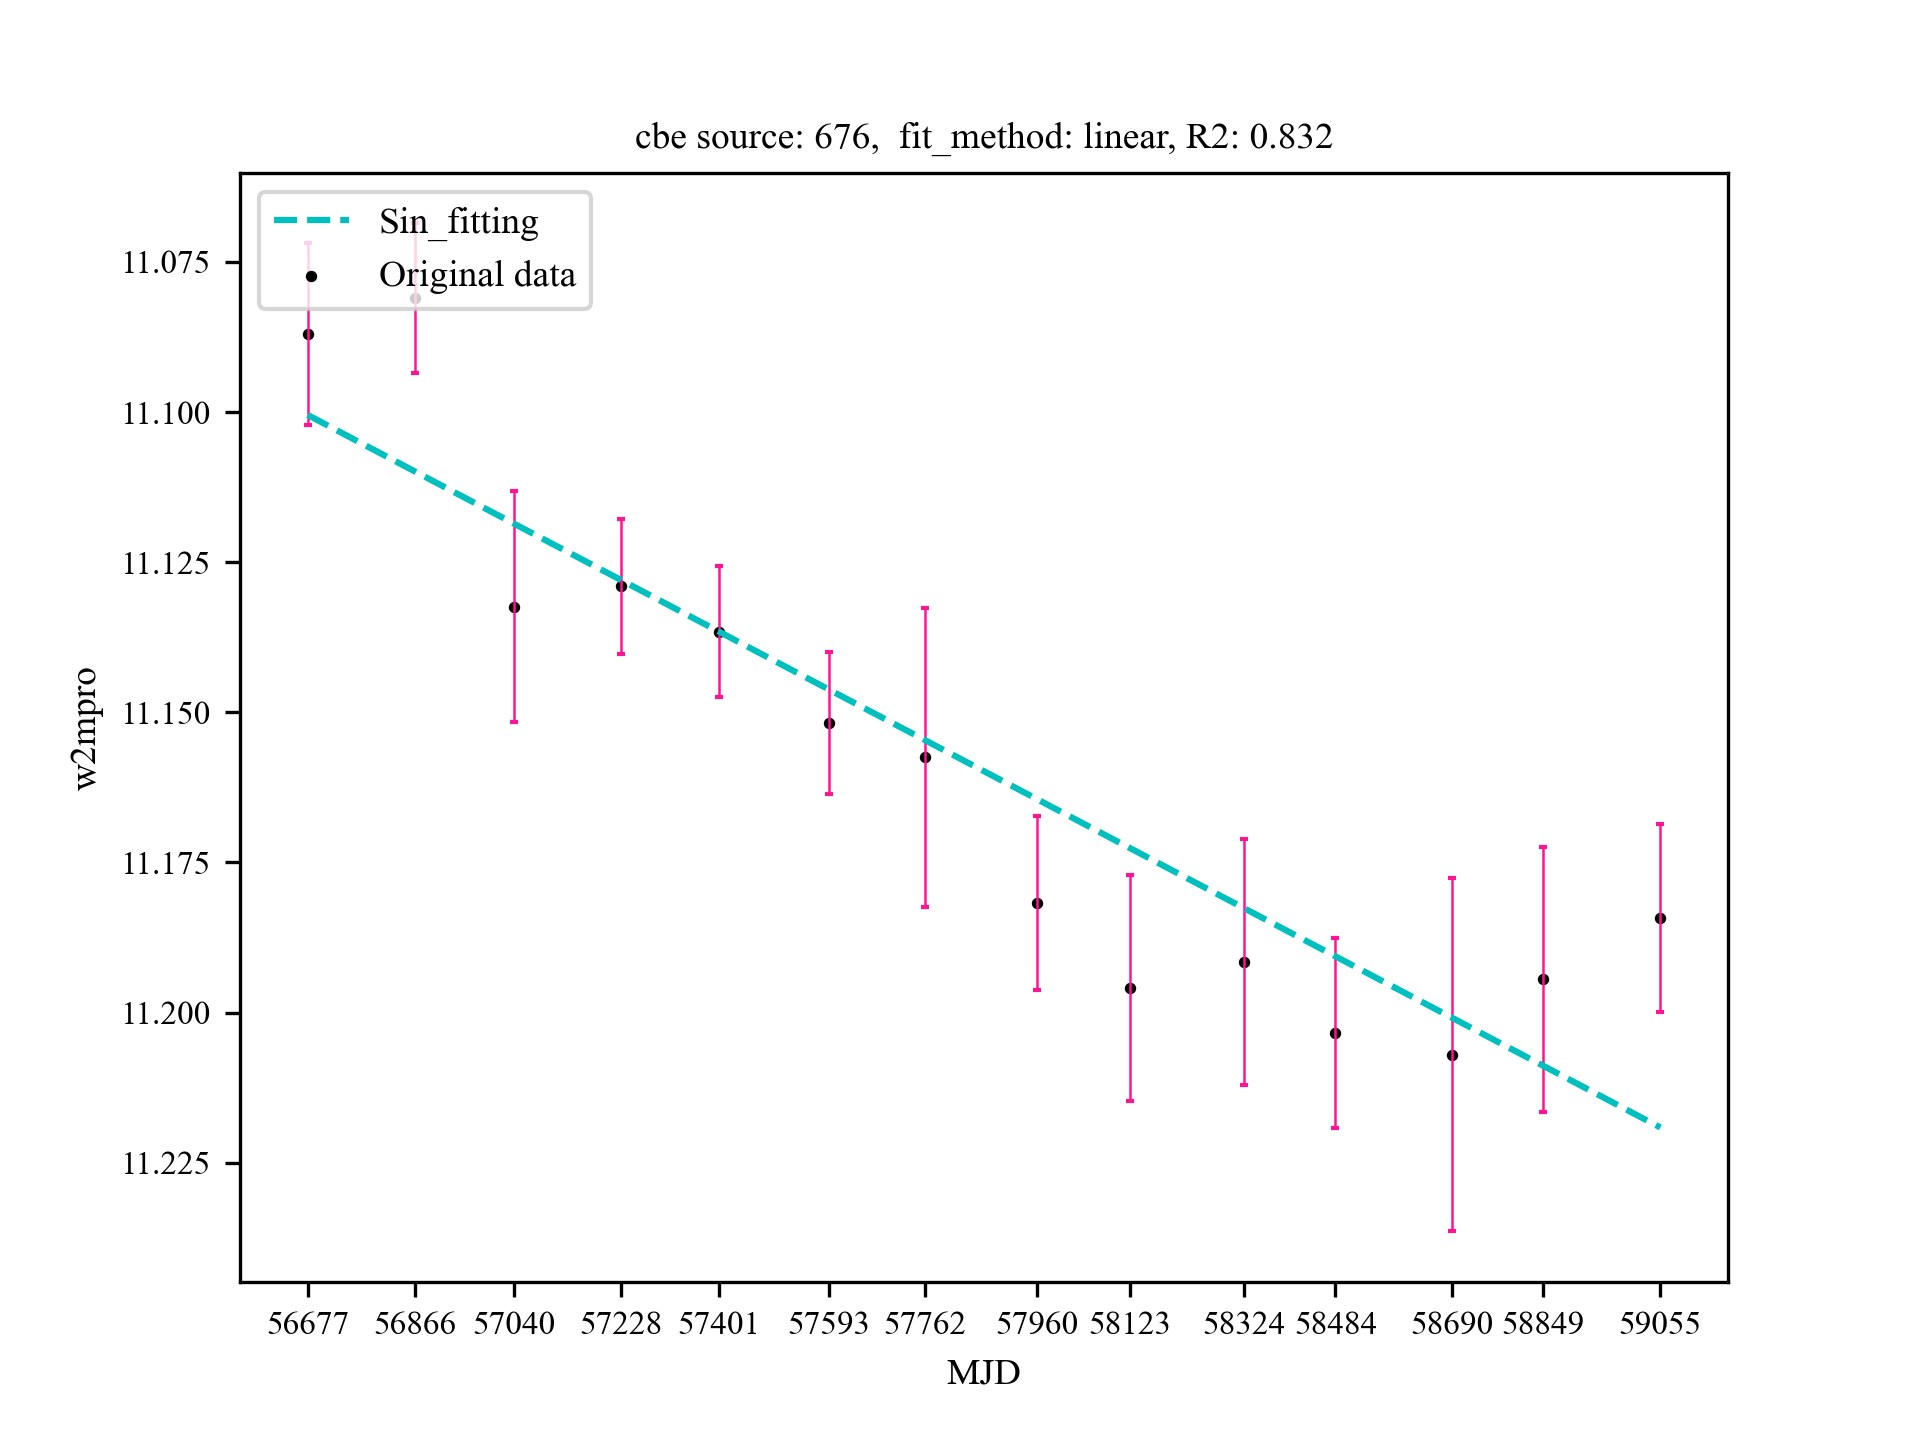 cbe source: 676,  fit_method: linear, R2: 0.832
Sin_fitting
Original data
11.075
11.100
11.125
11.150
11.175
11.200
11.225
w2mpro
56677 56866 57040 57228 57401 57593 57762 57960 58123 58324 58484 58690 58849 59055
MJD